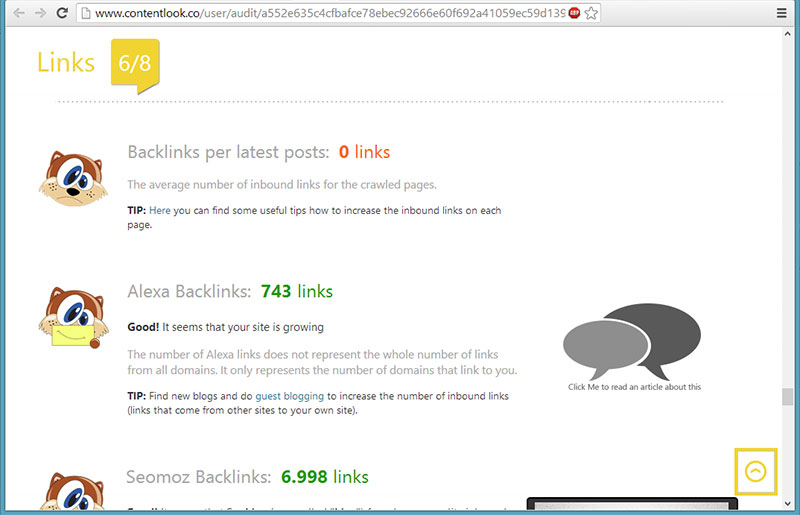 www.contentlook.co/user/audit/a552e635c4cfbafce78ebec92666e60f692a41059ec59d139
ABP
Links 6/8
Backlinks per latest posts: 0 links
The average number of inbound links for the crawled pages.
TIP: Here you can find some useful tips how to increase the inbound links on each
page.
Alexa Backlinks: 743 links
Good! It seems that your site is growing
The number of Alexa links does not represent the whole number of links
from all domains. It only represents the number of domains that link to you.
Click Me to read an article about this
TIP: Find new blogs and do guest blogging to increase the number of inbound links
(links that come from other sites to your own site).
Seomoz Backlinks: 6.998 links